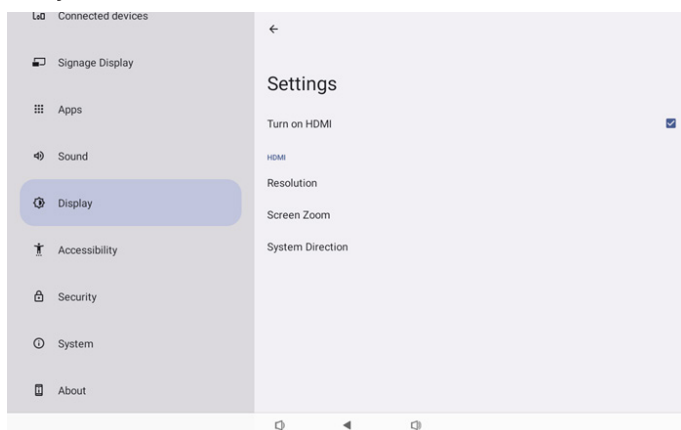 Connected devices
Signage Display
Apps
Sound
Display
Accessibility
Security
System
About
Settings
Turn on HDMI
HDMI
Resolution
Screen Zoom
System Direction